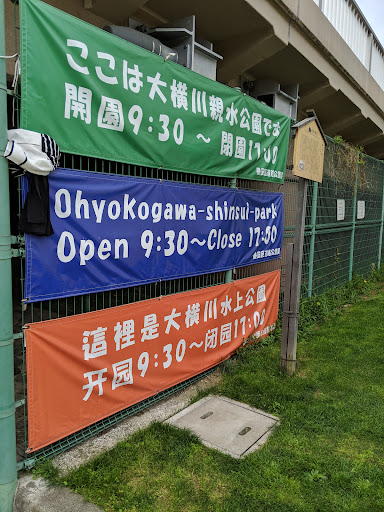 ここは大横川親水公園です
開園9:30 ～ 閉園17:00
Ohyokogawa-shinsui-park
Open 9:30～Close 17:00
這裡是大横川水上公園
开园9:30～闭园17:00